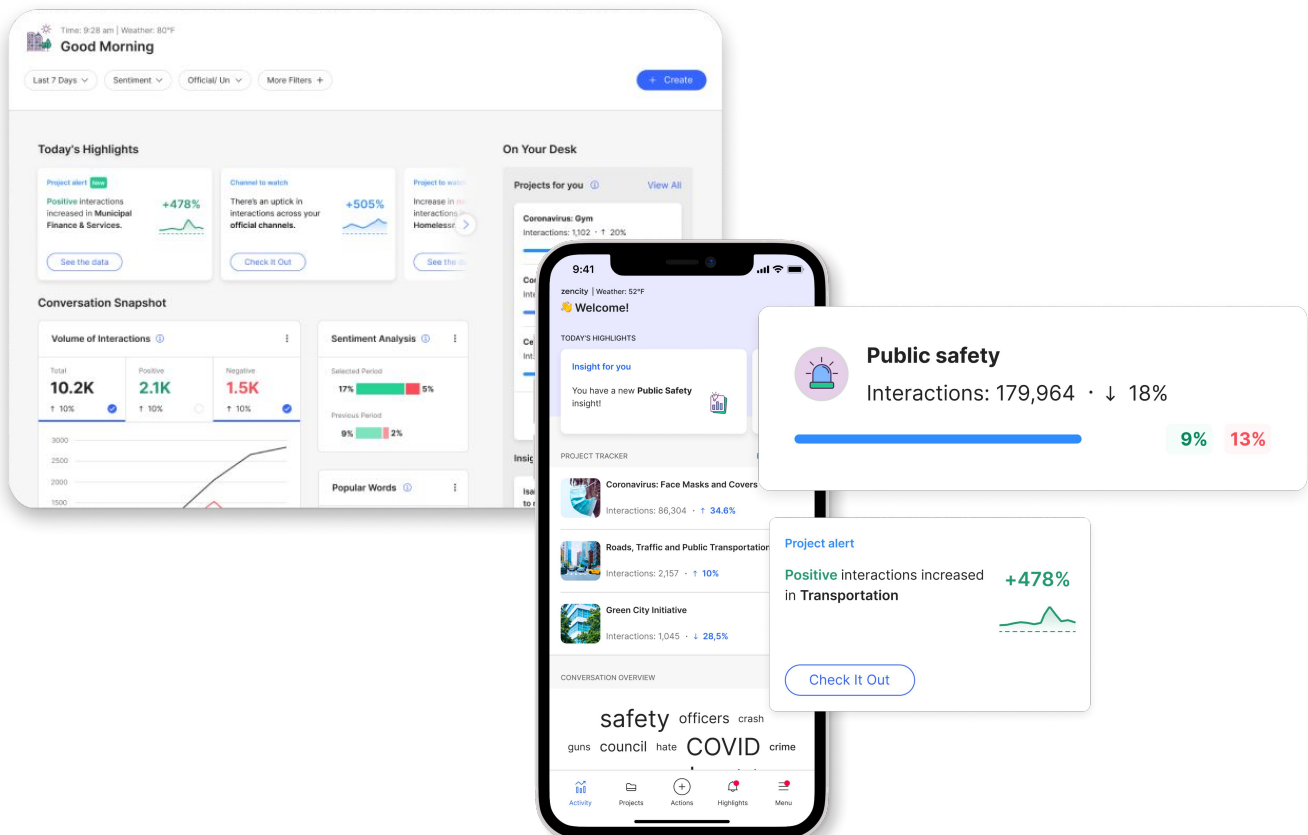 Time: 9:28 am | Weather: 80°F
Good Morning
Last 7 Days
Sentiment
Official/ Un
More Filters +
+ Create
Today's Highlights
Project alert New
Positive interactions
increased in Municipal
Finance & Services.
+478%
See the data
Channel to watch
There's an uptick in
interactions across your
official channels.
+505%
Check It Out
Project to watch
Increase in
interactions
See the
On Your Desk
Projects for you
View All
Coronavirus: Gym
Interactions: 1,102 · ↑ 20%
Conversation Snapshot
Volume of Interactions
Total
10.2K
↑ 10%
Positive
2.1K
↑ 10%
Negative
1.5K
↑ 10%
3000
2500
2000
1500
Sentiment Analysis
Selected Period
17% 5%
Previous Period
9% 2%
Popular Words
9:41
zencity | Weather: 52°F
👋 Welcome!
TODAY'S HIGHLIGHTS
Insight for you
You have a new Public Safety
insight!
PROJECT TRACKER
Coronavirus: Face Masks and Covers
Interactions: 86,304 · ↑ 34.6%
Roads, Traffic and Public Transportation
Interactions: 2,157 · ↑ 10%
Green City Initiative
Interactions: 1,045 · ↓ 28,5%
CONVERSATION OVERVIEW
safety officers crash
guns council hate COVID crime
Activity
Projects
Actions
Highlights
Menu
Public safety
Interactions: 179,964 · ↓ 18%
9% 13%
Project alert
Positive interactions increased
in Transportation
+478%
Check It Out